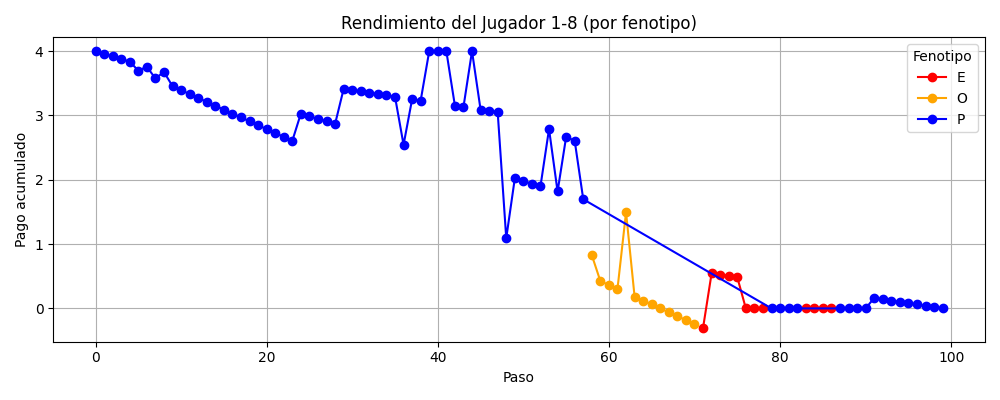 Rendimiento del Jugador 1-8 (por fenotipo)
Pago acumulado
4
3
2
1
0
Fenotipo
E
O
P
0 20 40 60 80 100
Paso